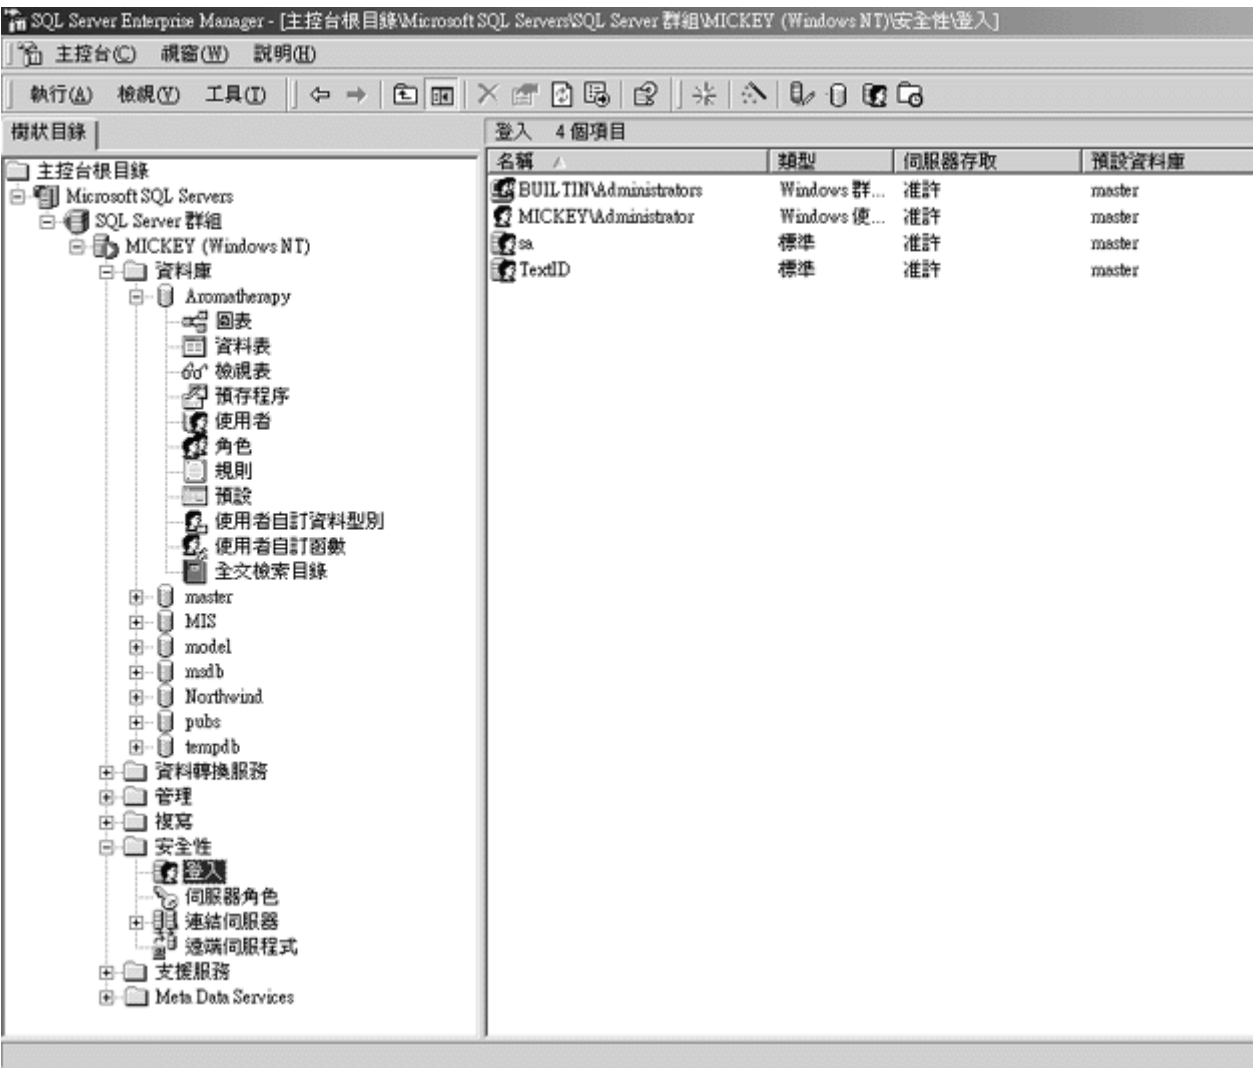 SQL Server Enterprise Manager - [主控台根目錄\Microsoft SQL Servers\SQL Server 群組\MICKEY (Windows NT)\安全性\登入]
主控台(C) 視窗(W) 說明(H)
執行(A) 檢視(V) 工具(T)
樹狀目錄
登入 4 個項目
主控台根目錄
Microsoft SQL Servers
SQL Server 群組
MICKEY (Windows NT)
資料庫
Aromatherapy
圖表
資料表
檢視表
預存程序
使用者
角色
規則
預設
使用者自訂資料型別
使用者自訂函數
全文檢索目錄
master
MIS
model
msdb
Northwind
pubs
tempdb
資料轉換服務
管理
複寫
安全性
登入
伺服器角色
連結伺服器
遠端伺服程式
支援服務
Meta Data Services
名稱 類型 伺服器存取 預設資料庫
BUILTIN\Administrators Windows 群... 准許 master
MICKEY\Administrator Windows 使... 准許 master
sa 標準 准許 master
TextID 標準 准許 master